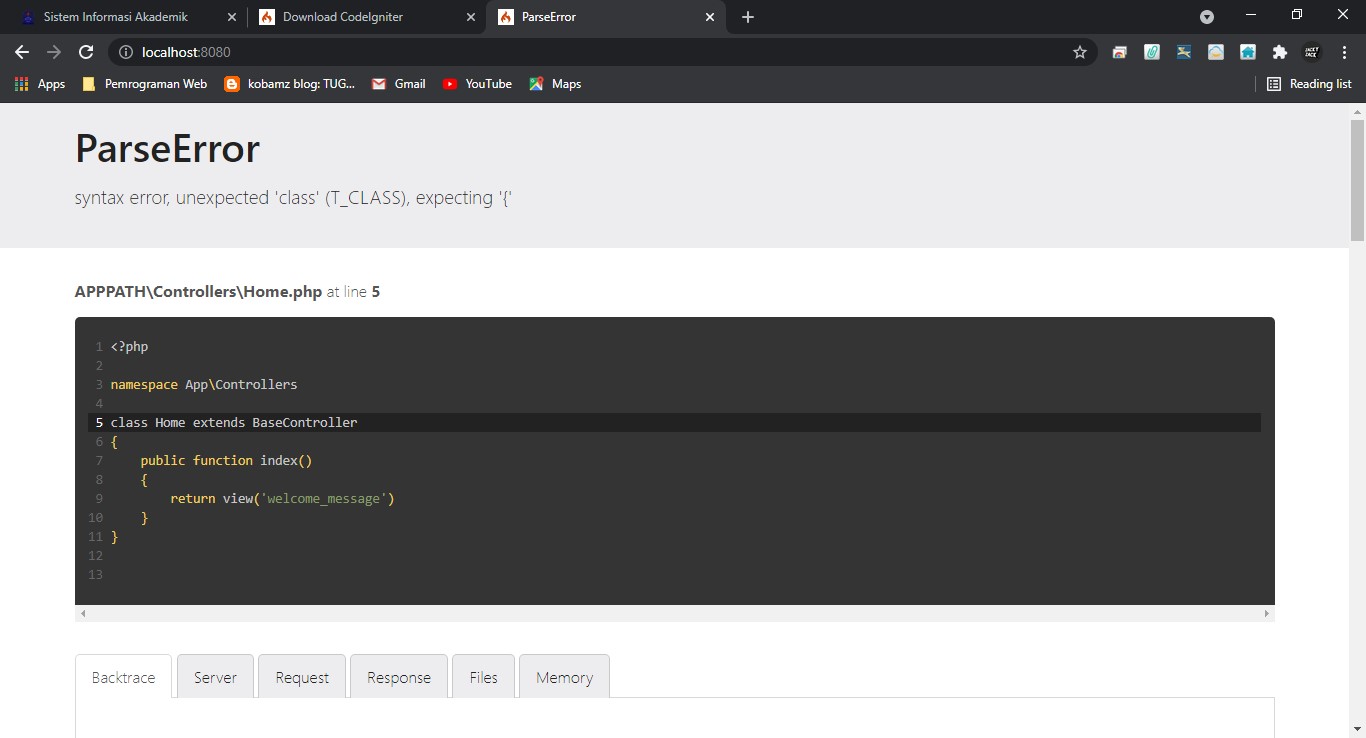 Sistem Informasi Akademik
Download CodeIgniter
ParseError
localhost:8080
Apps
Pemrograman Web
kobamz blog: TUG...
Gmail
YouTube
Maps
Reading list
ParseError
syntax error, unexpected 'class' (T_CLASS), expecting '{'
APPPATH\Controllers\Home.php at line 5
1 <?php
2
3 namespace App\Controllers
4
5 class Home extends BaseController
6 {
7     public function index()
8     {
9         return view('welcome_message')
10     }
11 }
12
13
Backtrace
Server
Request
Response
Files
Memory